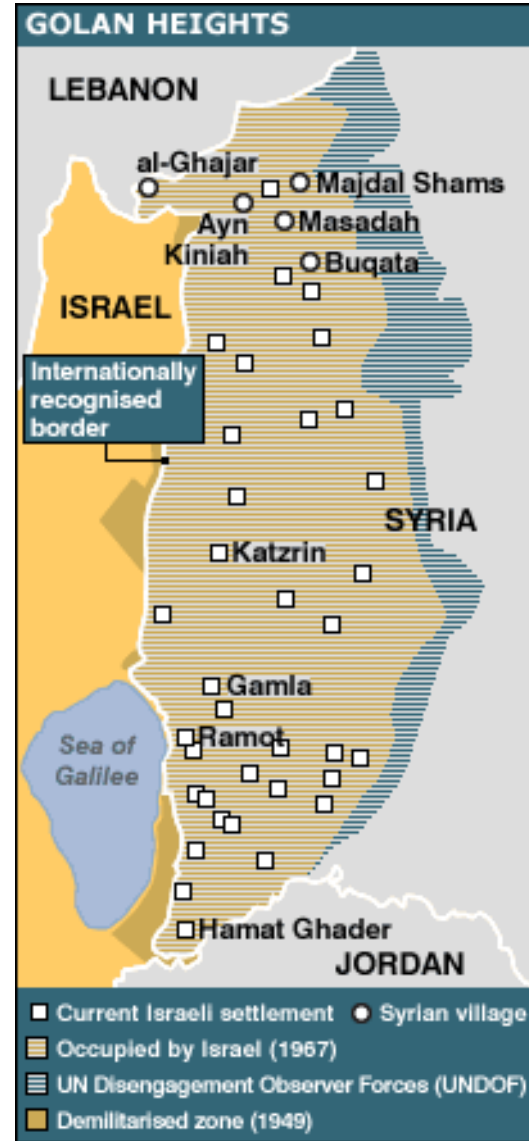 GOLAN HEIGHTS
LEBANON
al-Ghajar
Majdal Shams
Ayn
Kiniah
Masadah
Buqata
ISRAEL
Internationally
recognised
border
SYRIA
Katzrin
Gamla
Ramot
Sea of
Galilee
Hamat Ghader
JORDAN
Current Israeli settlement
Syrian village
Occupied by Israel (1967)
UN Disengagement Observer Forces (UNDOF)
Demilitarised zone (1949)